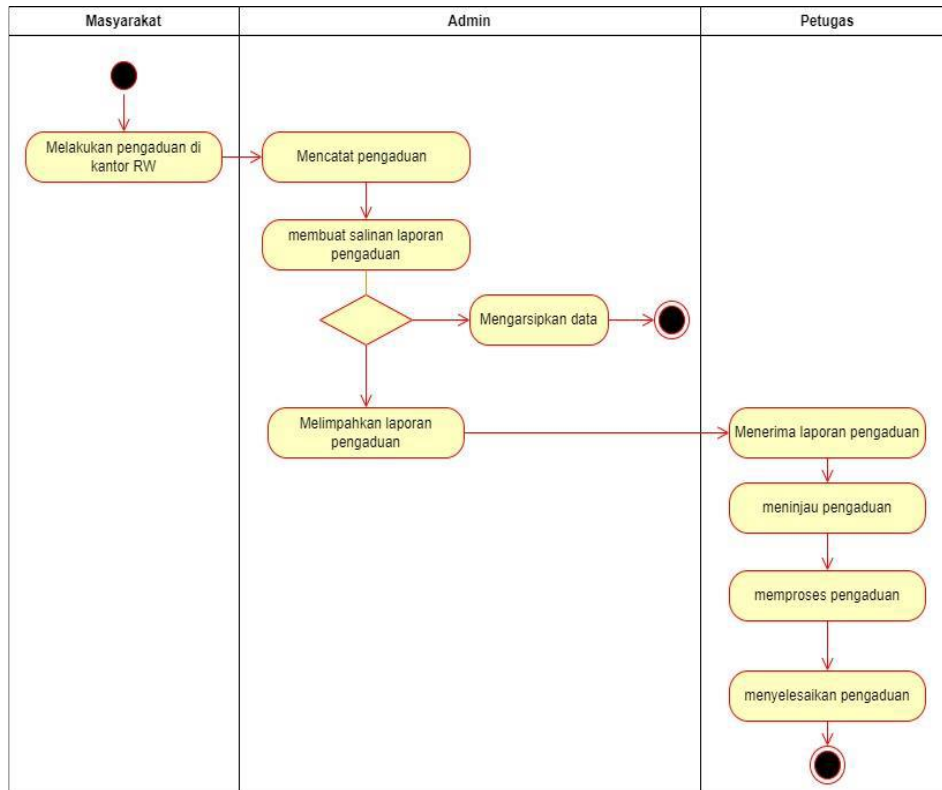 Masyarakat
Admin
Petugas
Melakukan pengaduan di
kantor RW
Mencatat pengaduan
membuat salinan laporan
pengaduan
Mengarsipkan data
Melimpahkan laporan
pengaduan
Menerima laporan pengaduan
meninjau pengaduan
memproses pengaduan
menyelesaikan pengaduan